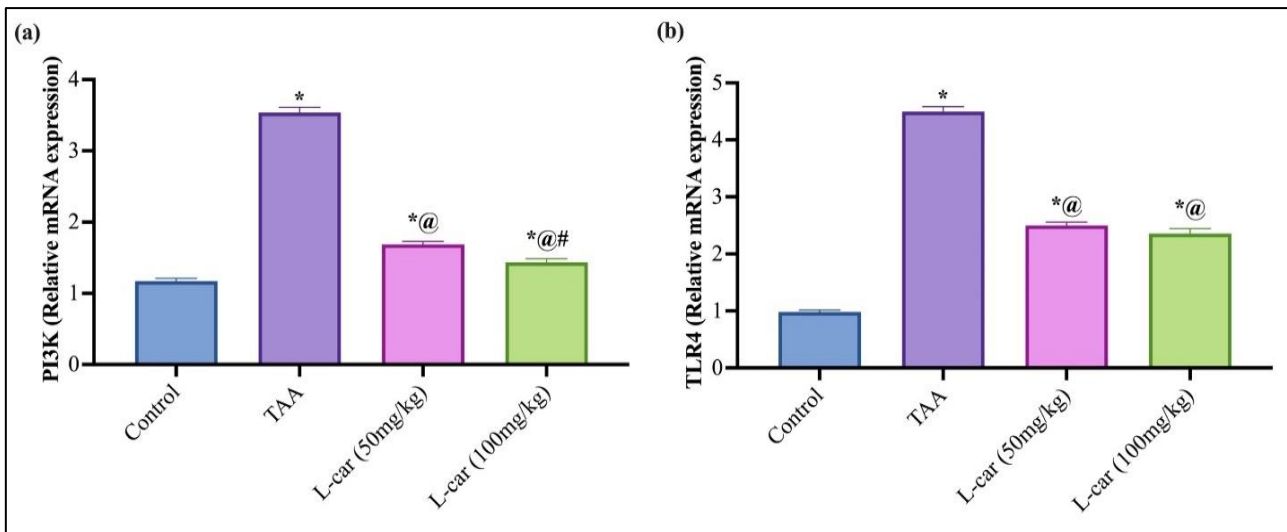 (a)
PI3K (Relative mRNA expression)
4
3
2
1
0
*
*@
*@#
Control
TAA
L-car (50mg/kg)
L-car (100mg/kg)
(b)
TLR4 (Relative mRNA expression)
5
4
3
2
1
0
*
*@
*@
Control
TAA
L-car (50mg/kg)
L-car (100mg/kg)